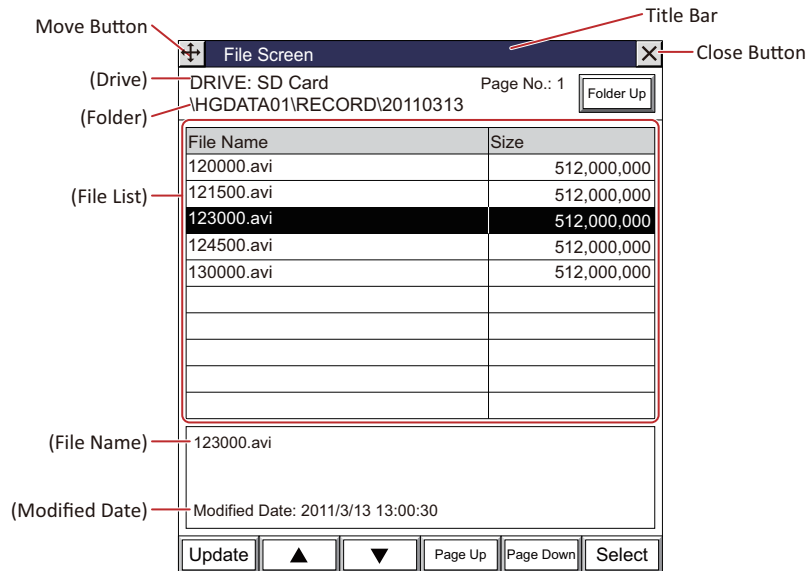 Title Bar
Move Button
File Screen
Close Button
(Drive)
DRIVE: SD Card
Page No.: 1
Folder Up
(Folder)
\HGDATA01\RECORD\20110313
File Name Size
120000.avi 512,000,000
(File List)
121500.avi 512,000,000
123000.avi 512,000,000
124500.avi 512,000,000
130000.avi 512,000,000
(File Name)
123000.avi
(Modified Date)
Modified Date: 2011/3/13 13:00:30
Update ▲ ▼ Page Up Page Down Select